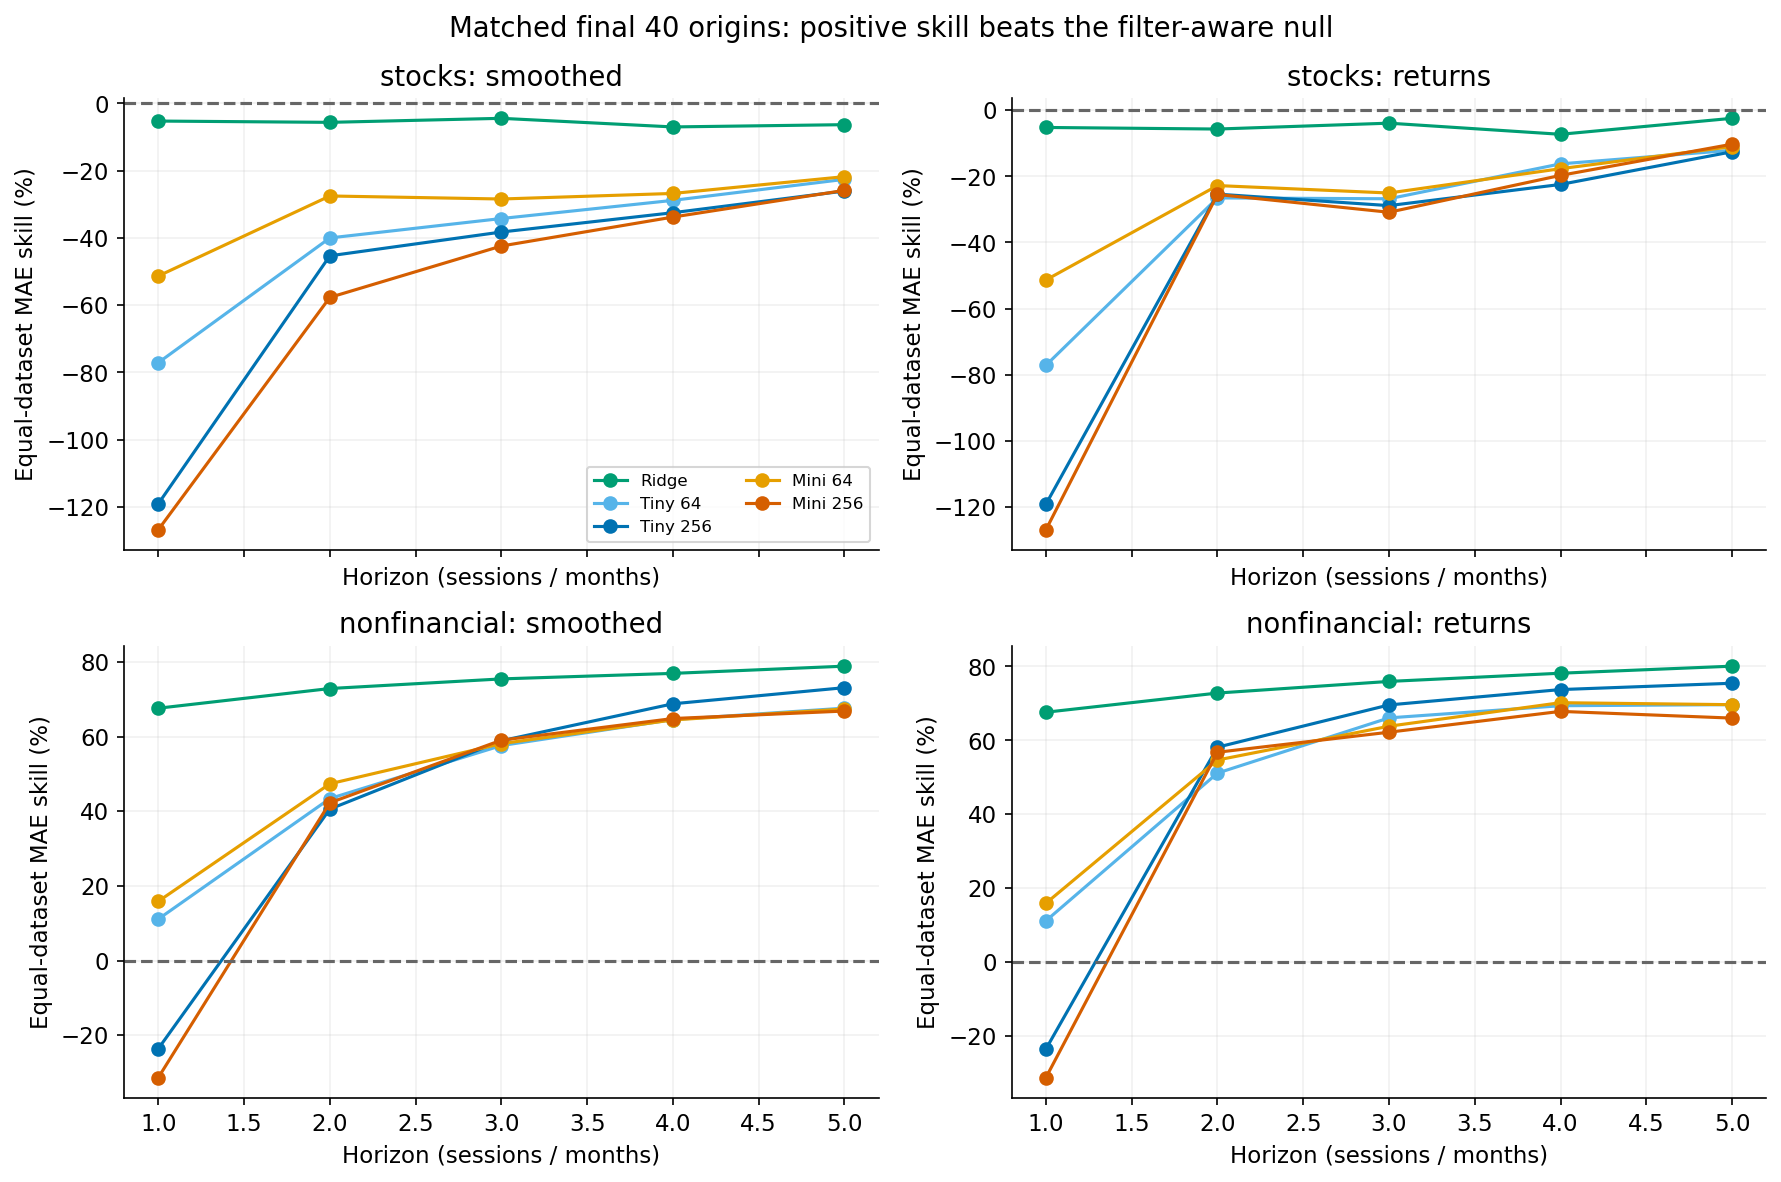 Matched final 40 origins: positive skill beats the filter-aware null
stocks: smoothed
Equal-dataset MAE skill (%)
0
−20
−40
−60
−80
−100
−120
Ridge
Tiny 64
Tiny 256
Mini 64
Mini 256
Horizon (sessions / months)
stocks: returns
Equal-dataset MAE skill (%)
0
−20
−40
−60
−80
−100
−120
Horizon (sessions / months)
nonfinancial: smoothed
Equal-dataset MAE skill (%)
80
60
40
20
0
−20
1.0 1.5 2.0 2.5 3.0 3.5 4.0 4.5 5.0
Horizon (sessions / months)
nonfinancial: returns
Equal-dataset MAE skill (%)
80
60
40
20
0
−20
1.0 1.5 2.0 2.5 3.0 3.5 4.0 4.5 5.0
Horizon (sessions / months)